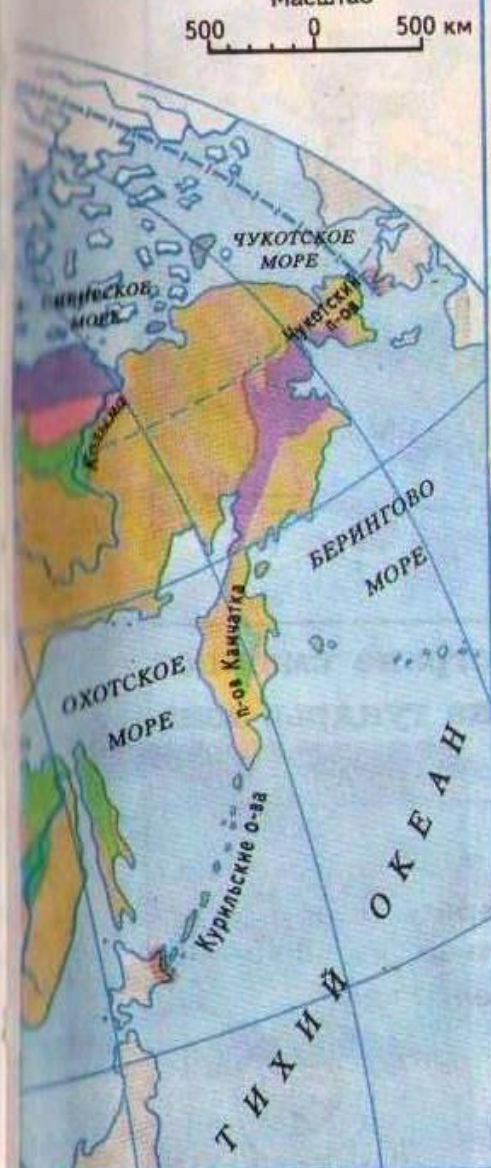 Масштаб
500 0 500 км
ЧУКОТСКОЕ
МОРЕ
МОРЕ
Чукотский
п-ов
Колыма
БЕРИНГОВО
МОРЕ
п-ов Камчатка
ОХОТСКОЕ
МОРЕ
Курильские о-ва
ТИХИЙ ОКЕАН